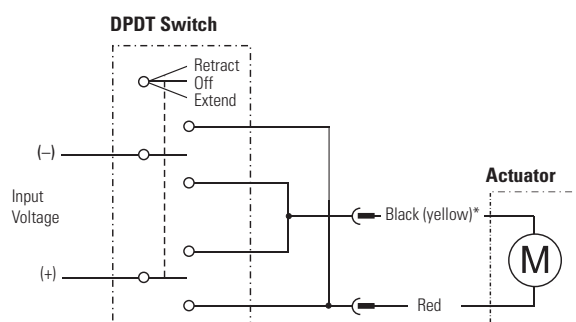 DPDT Switch
Retract
Off
Extend
(–)
Input
Voltage
(+)
Actuator
Black (yellow)*
M
Red